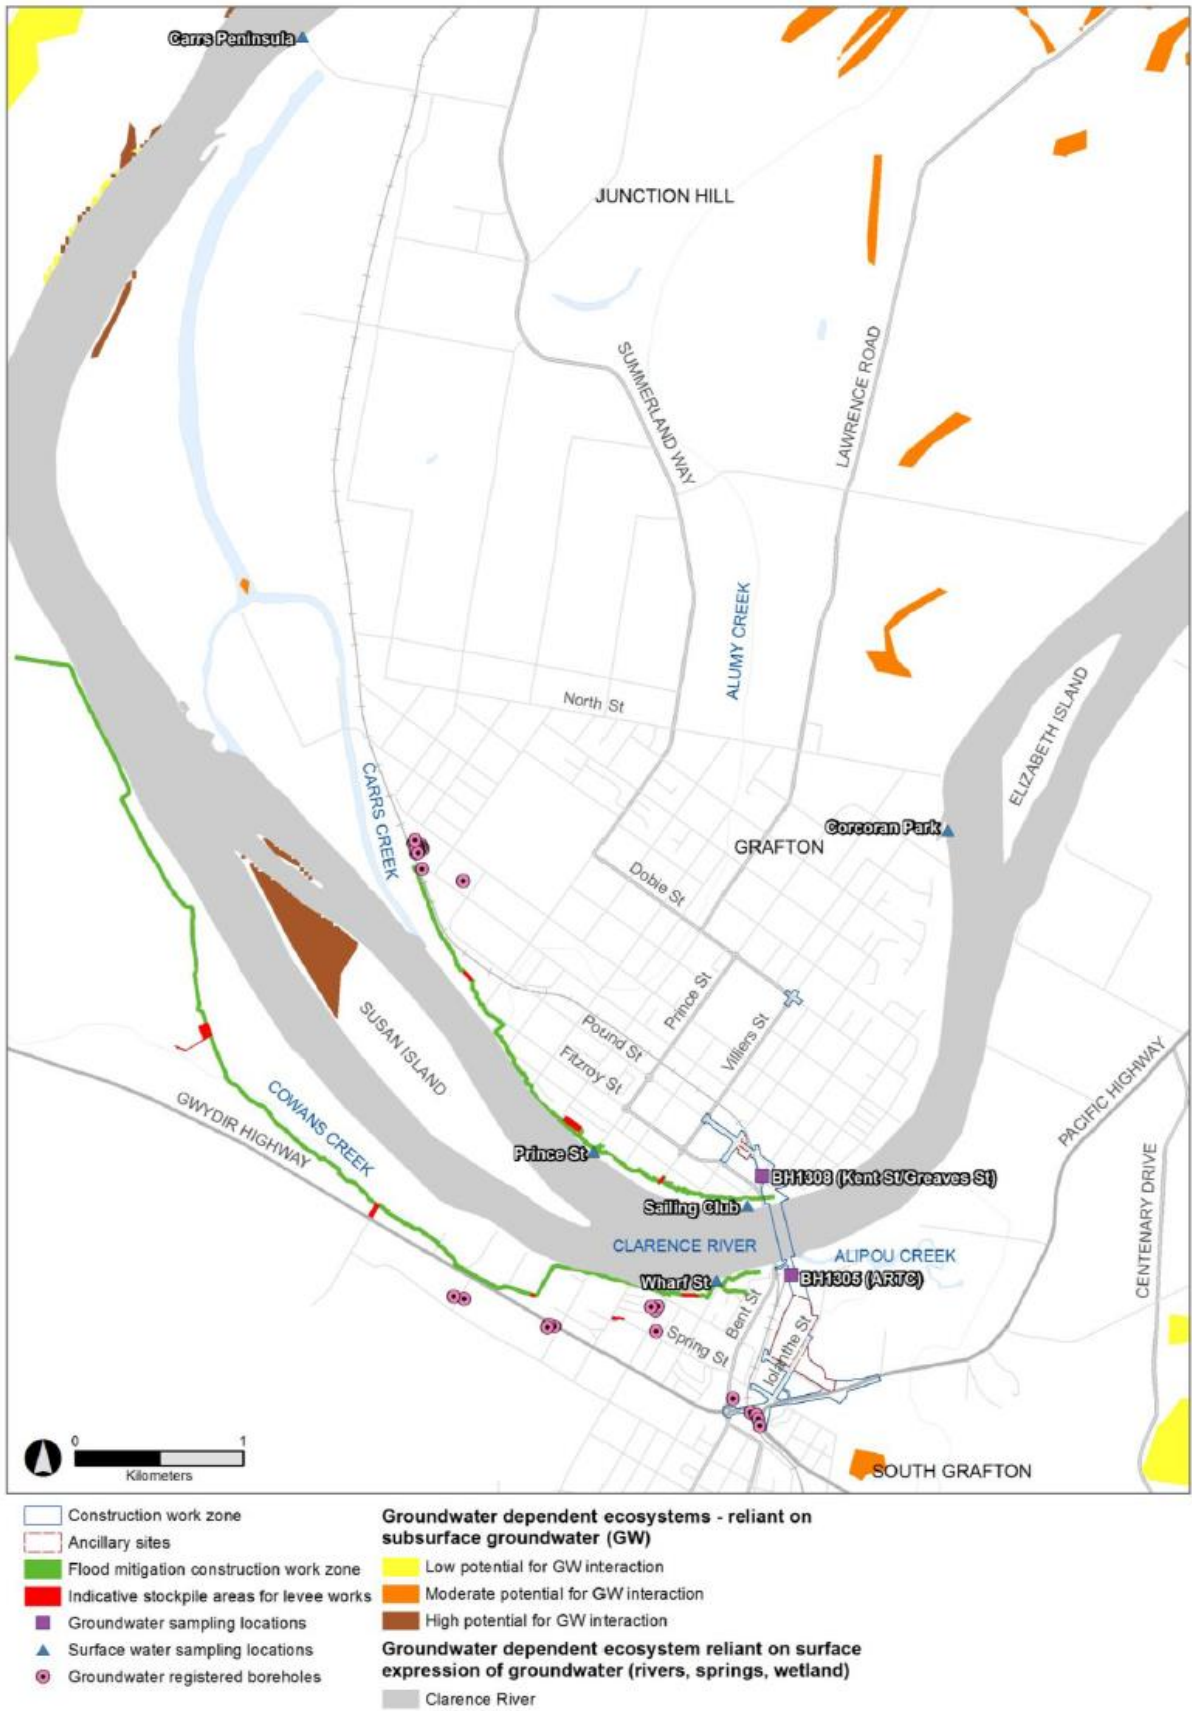 Carrs Peninsula
JUNCTION HILL
SUMMERLAND WAY
LAWRENCE ROAD
ALUMY CREEK
North St
ELIZABETH ISLAND
CARRS CREEK
Corcoran Park
GRAFTON
Dobie St
Prince St
Villiers St
Pound St
Fitzroy St
SUSAN ISLAND
COWANS CREEK
GWYDIR HIGHWAY
PACIFIC HIGHWAY
CENTENARY DRIVE
Prince St
BH1308 (Kent St/Greaves St)
Sailing Club
CLARENCE RIVER
ALIPOU CREEK
Wharf St
BH1305 (ARTC)
Bent St
Spring St
Iolanthe St
SOUTH GRAFTON
0 1
Kilometers
Construction work zone
Ancillary sites
Flood mitigation construction work zone
Indicative stockpile areas for levee works
Groundwater sampling locations
Surface water sampling locations
Groundwater registered boreholes
Groundwater dependent ecosystems - reliant on
subsurface groundwater (GW)
Low potential for GW interaction
Moderate potential for GW interaction
High potential for GW interaction
Groundwater dependent ecosystem reliant on surface
expression of groundwater (rivers, springs, wetland)
Clarence River